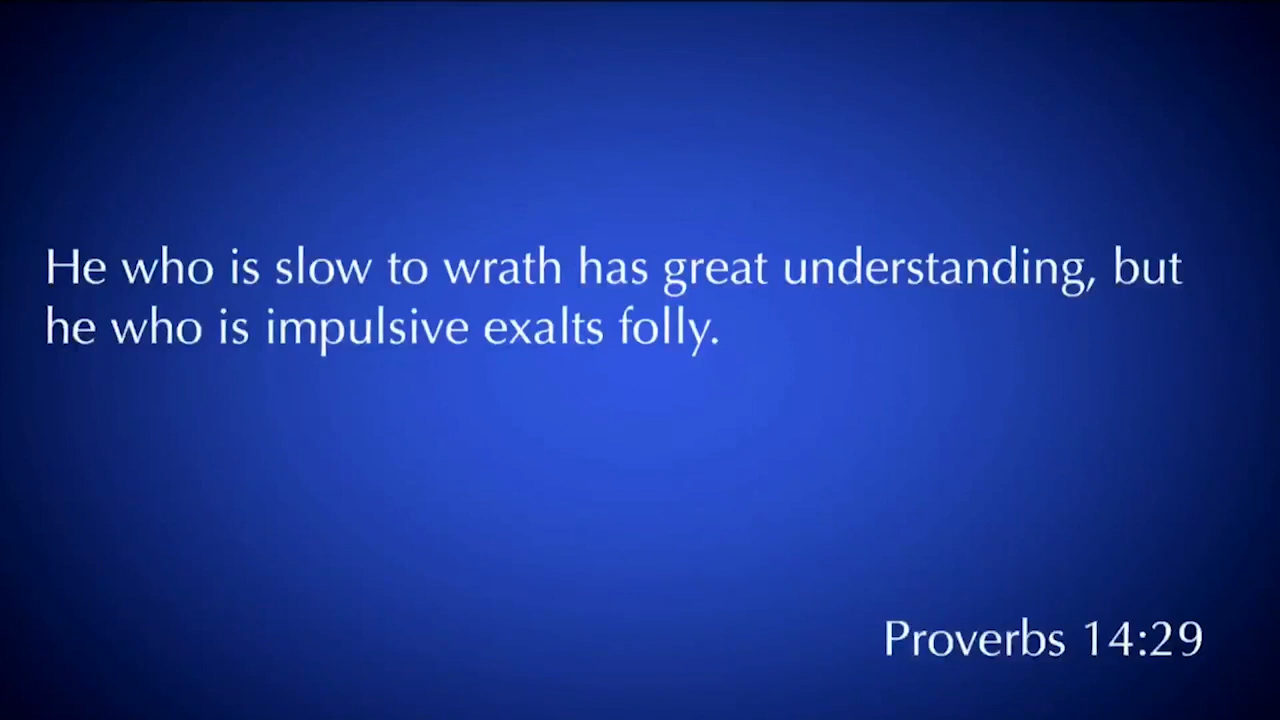 He who is slow to wrath has great understanding, but
he who is impulsive exalts folly.
Proverbs 14:29